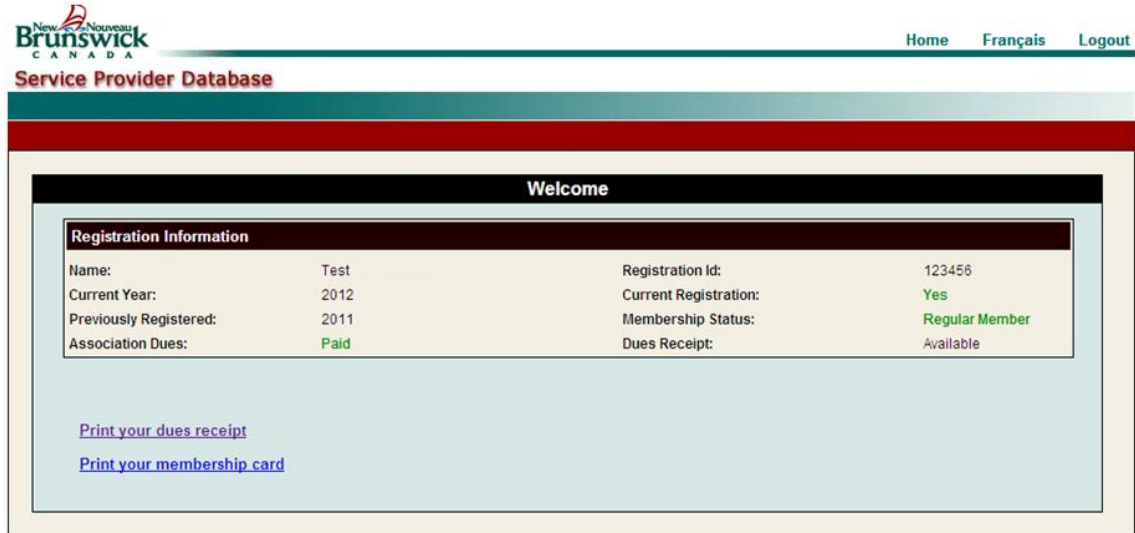 New Nouveau
Brunswick
CANADA
Home Français Logout
Service Provider Database
Welcome
Registration Information
Name: Test Registration Id: 123456
Current Year: 2012 Current Registration: Yes
Previously Registered: 2011 Membership Status: Regular Member
Association Dues: Paid Dues Receipt: Available
Print your dues receipt
Print your membership card